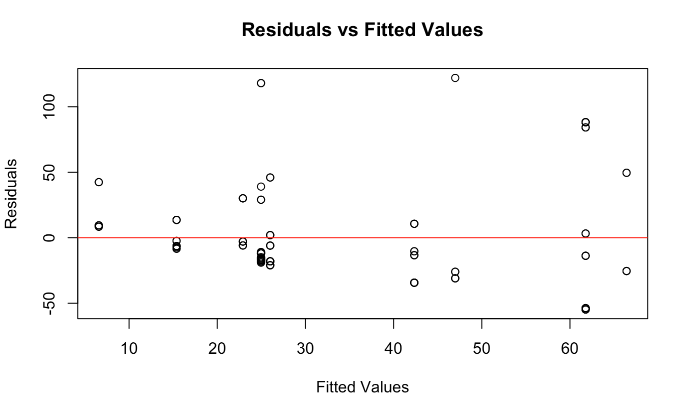 Residuals vs Fitted Values
Residuals
100
50
0
-50
10 20 30 40 50 60
Fitted Values